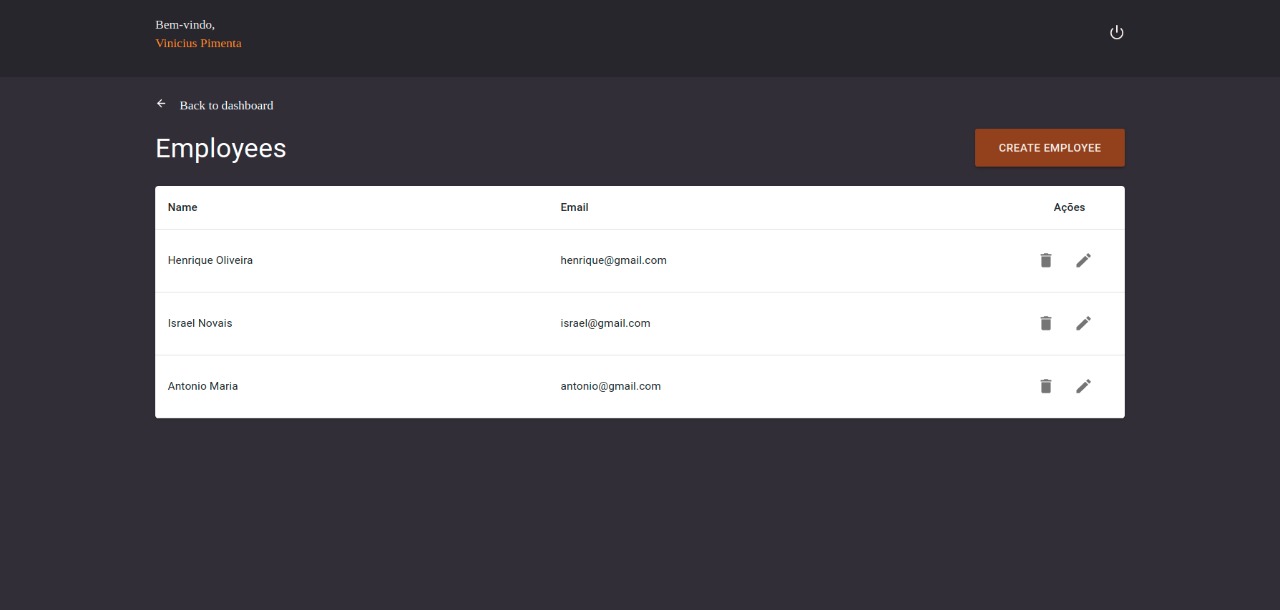 Bem-vindo,
Vinicius Pimenta
Back to dashboard
Employees
CREATE EMPLOYEE
Name Email Ações
Henrique Oliveira henrique@gmail.com
Israel Novais israel@gmail.com
Antonio Maria antonio@gmail.com